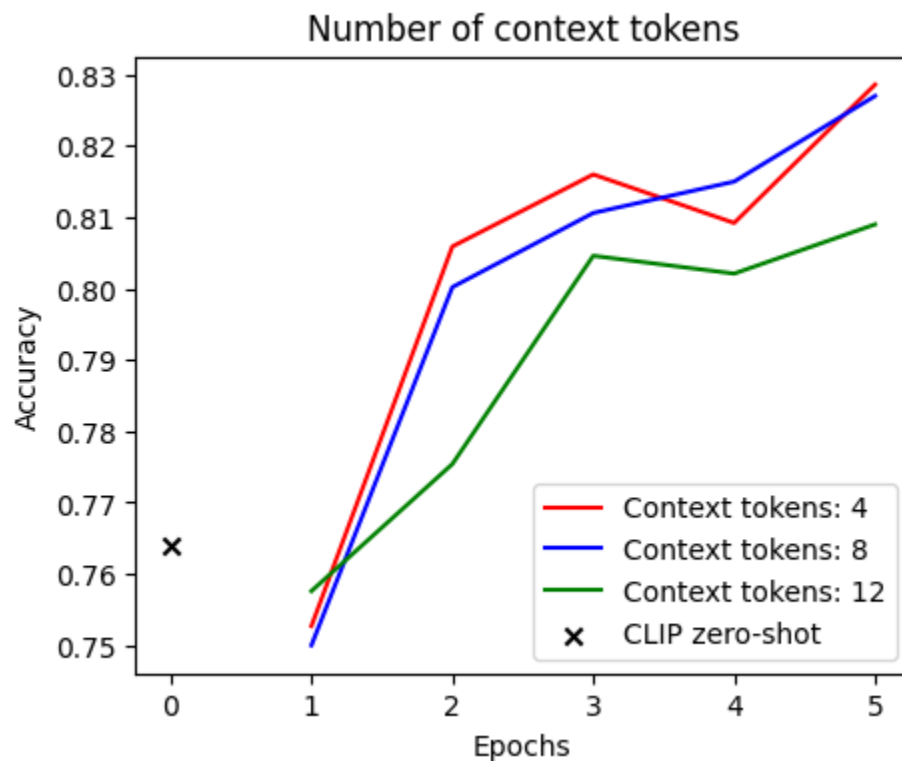 Number of context tokens
0.83
0.82
0.81
0.80
0.79
0.78
0.77
0.76
0.75
Accuracy
Context tokens: 4
Context tokens: 8
Context tokens: 12
CLIP zero-shot
0 1 2 3 4 5
Epochs